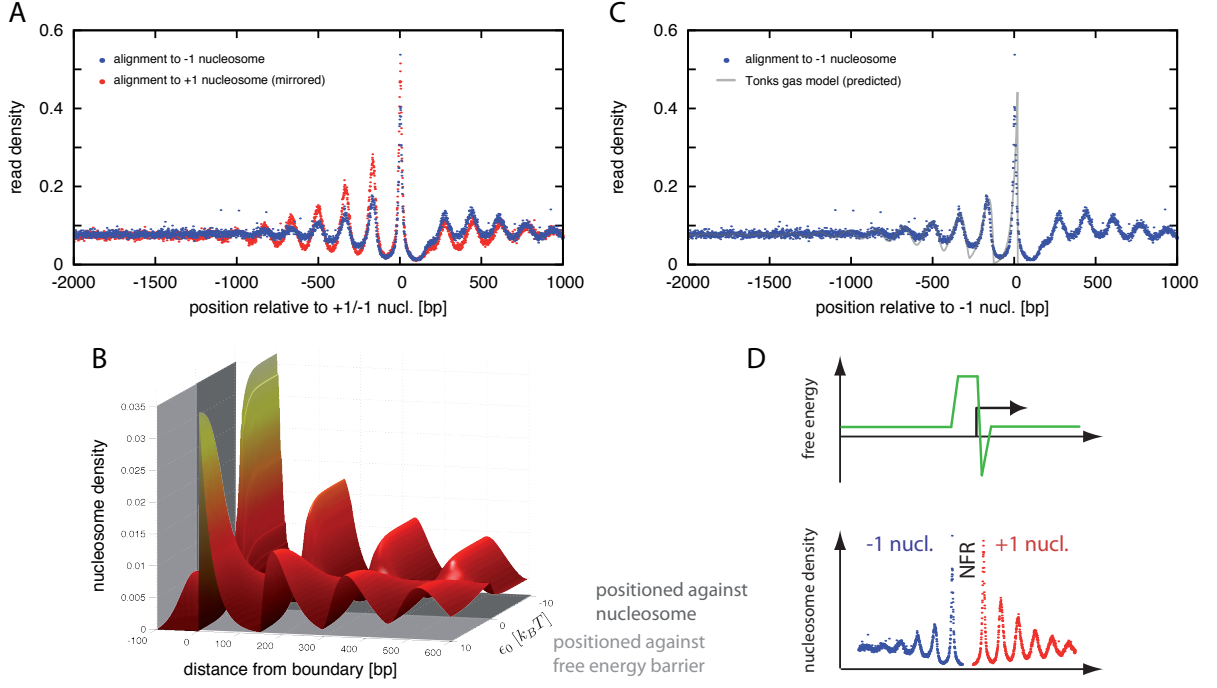 A
0.6
0.4
0.2
0
read density
alignment to -1 nucleosome
alignment to +1 nucleosome (mirrored)
-2000 -1500 -1000 -500 0 500 1000
position relative to +1/-1 nucl. [bp]
C
0.6
0.4
0.2
0
read density
alignment to -1 nucleosome
Tonks gas model (predicted)
-2000 -1500 -1000 -500 0 500 1000
position relative to -1 nucl. [bp]
B
0.035
0.03
0.025
0.02
0.015
0.01
0.005
0
nucleosome density
-100 0 100 200 300 400 500 600
distance from boundary [bp]
-10
0
10
ϵ0 [kBT]
positioned against
nucleosome
positioned against
free energy barrier
D
free energy
nucleosome density
-1 nucl.
NFR
+1 nucl.